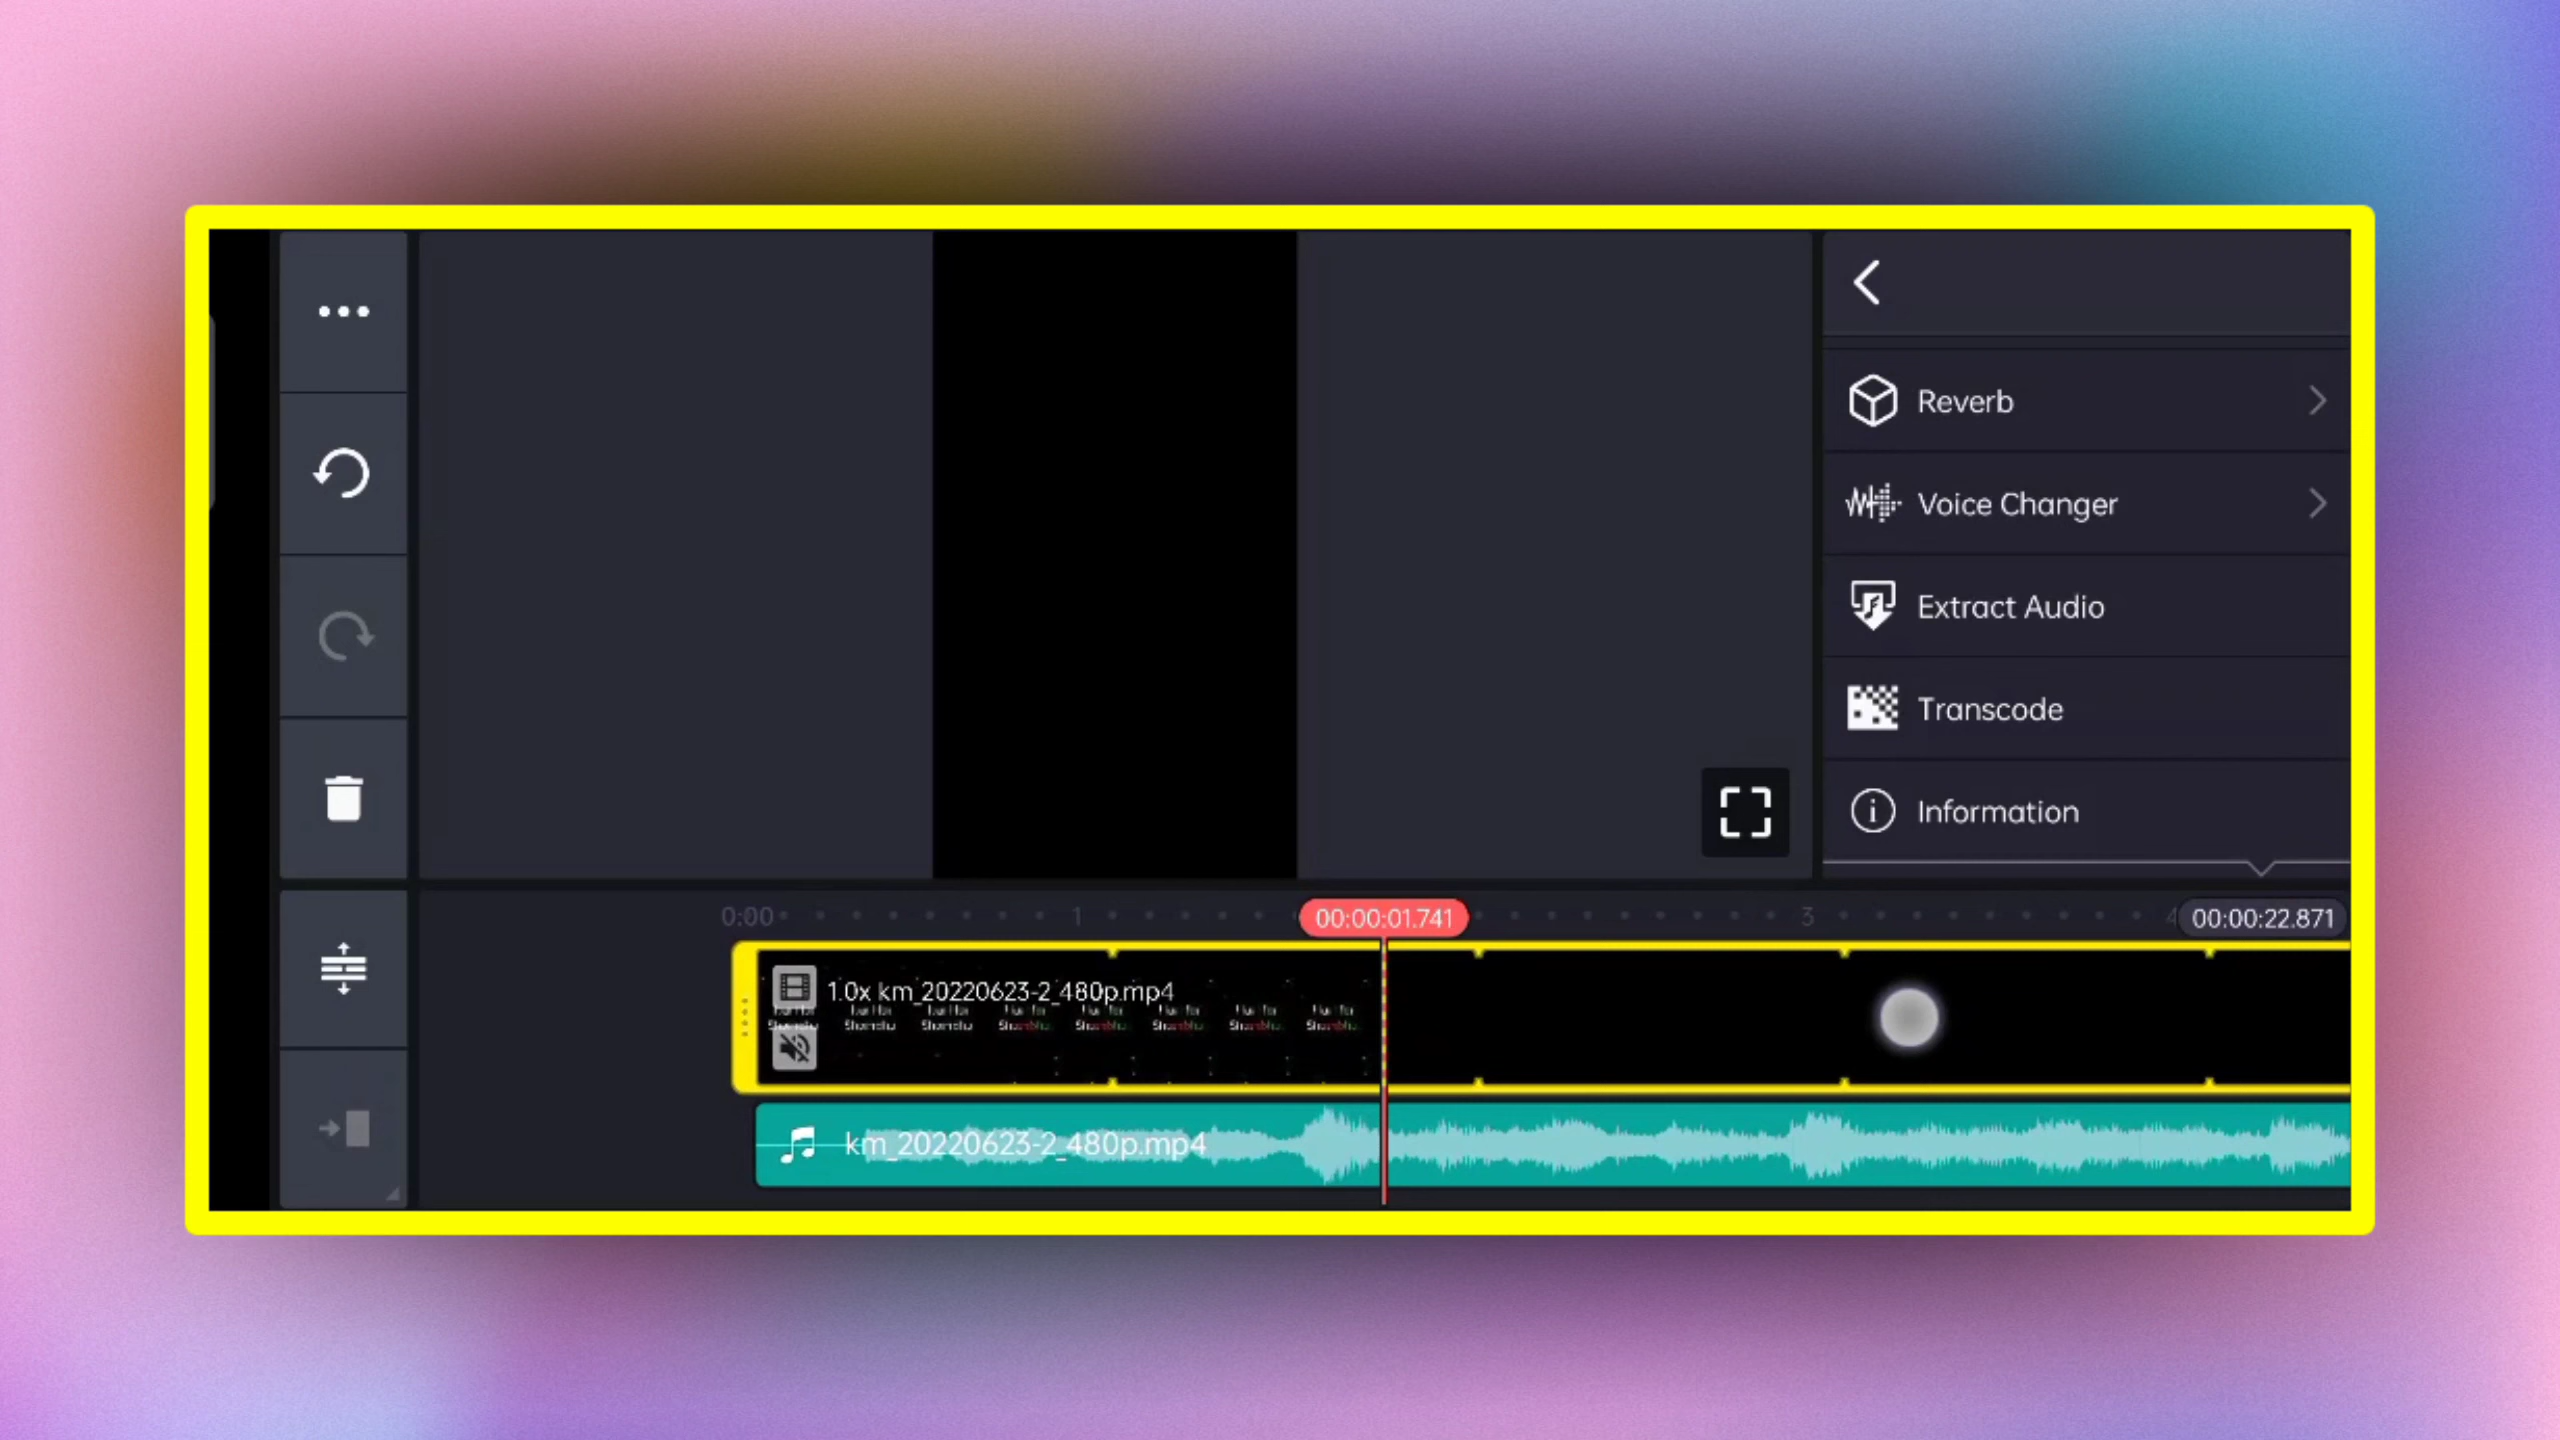 Reverb
Voice Changer
Extract Audio
Transcode
Information
0:00
1
00:00:01.741
3
4
00:00:22.871
1.0x km_20220623-2_480p.mp4
km_20220623-2_480p.mp4